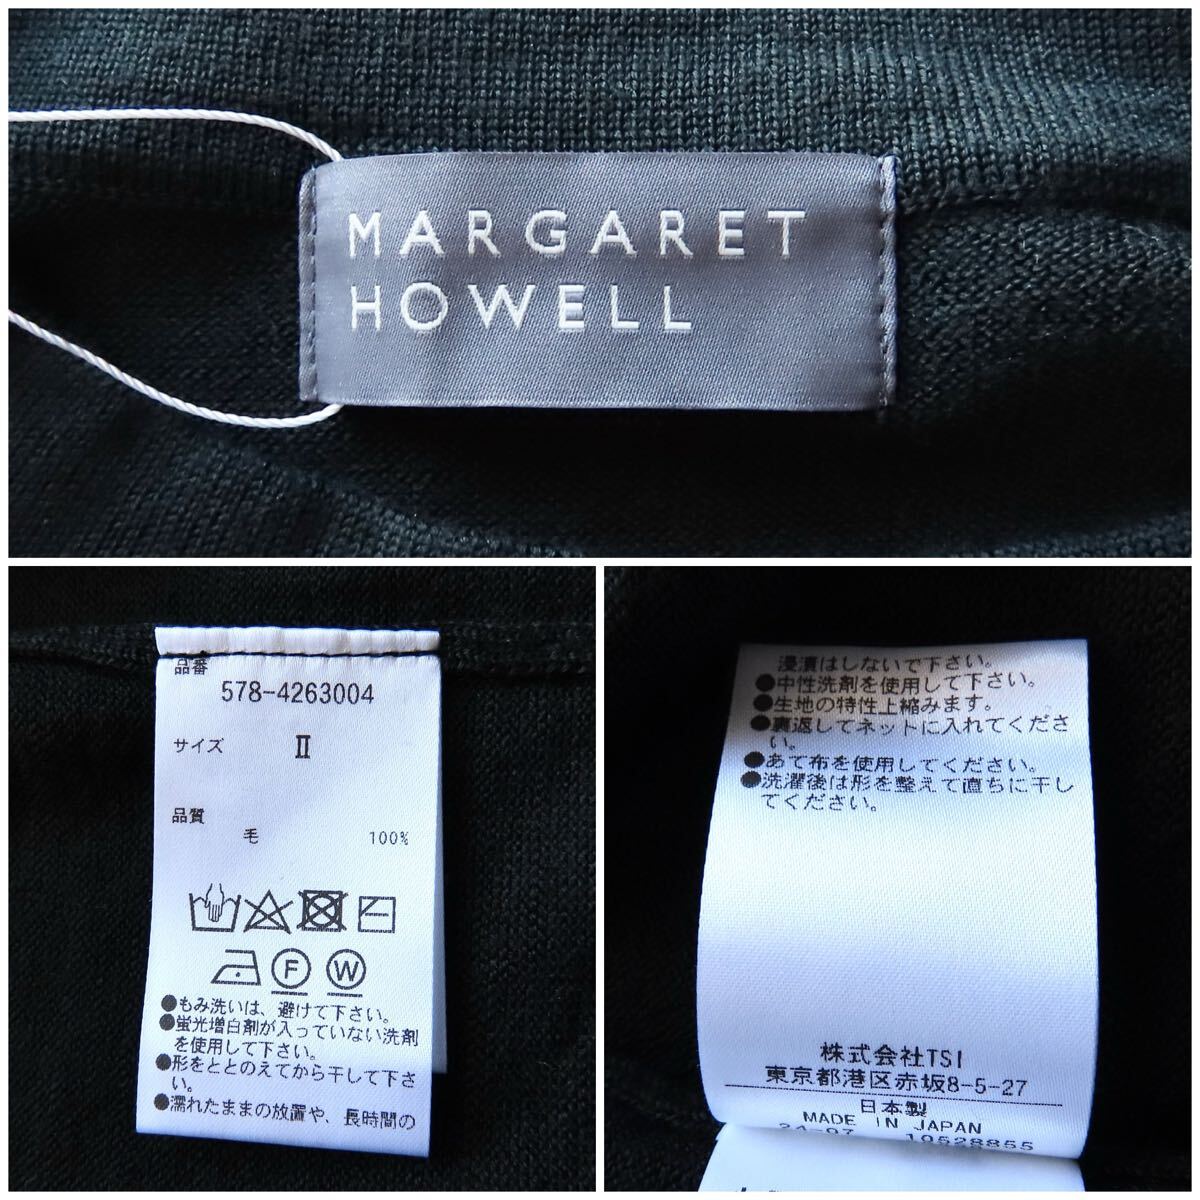 MARGARET
HOWELL
品番
578-4263004
サイズ Ⅱ
品質
毛 100%
F W
●もみ洗いは、避けて下さい。
●蛍光増白剤が入っていない洗剤
を使用して下さい。
●形をととのえてから干して下さ
い。
●濡れたままの放置や、長時間の
浸漬はしないで下さい。
●中性洗剤を使用して下さい。
●生地の特性上縮みます。
●裏返してネットに入れてくださ
い。
●あて布を使用してください。
●洗濯後は形を整えて直ちに干し
てください。
株式会社TSI
東京都港区赤坂8-5-27
日本製
MADE IN JAPAN
24-07 10528855